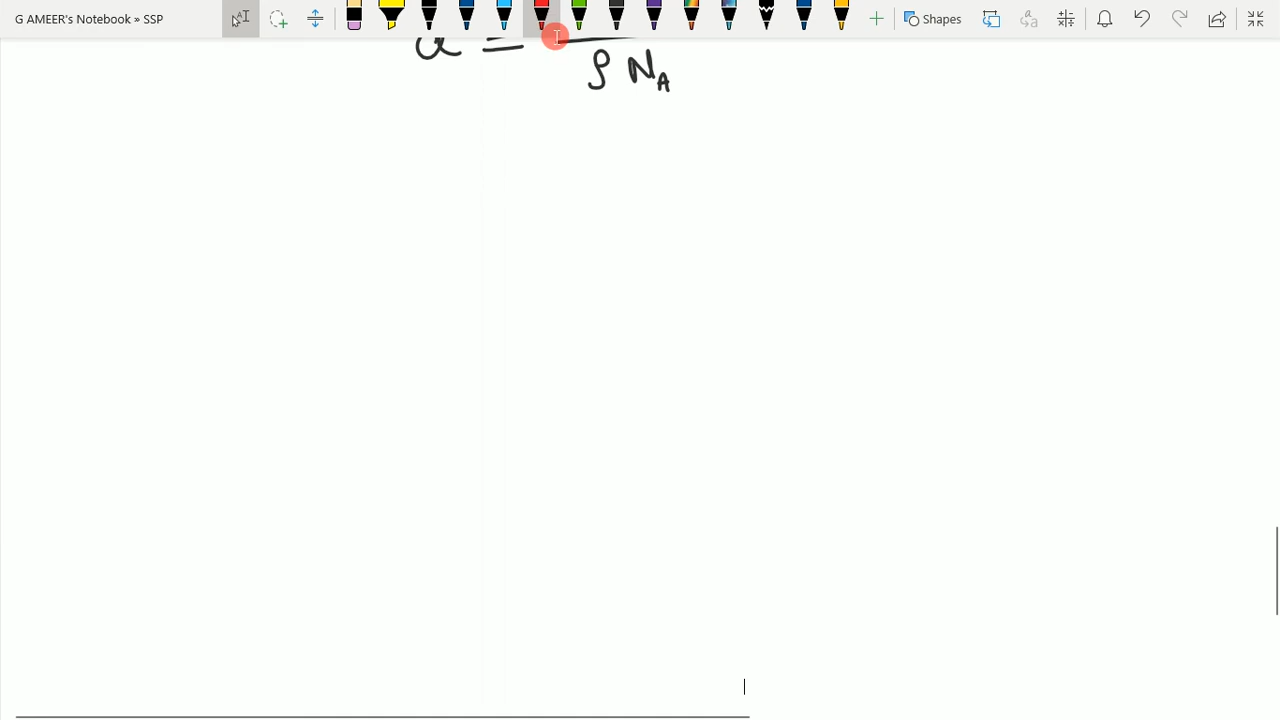 G AMEER's Notebook » SSP
Shapes
a =
ρ N_A